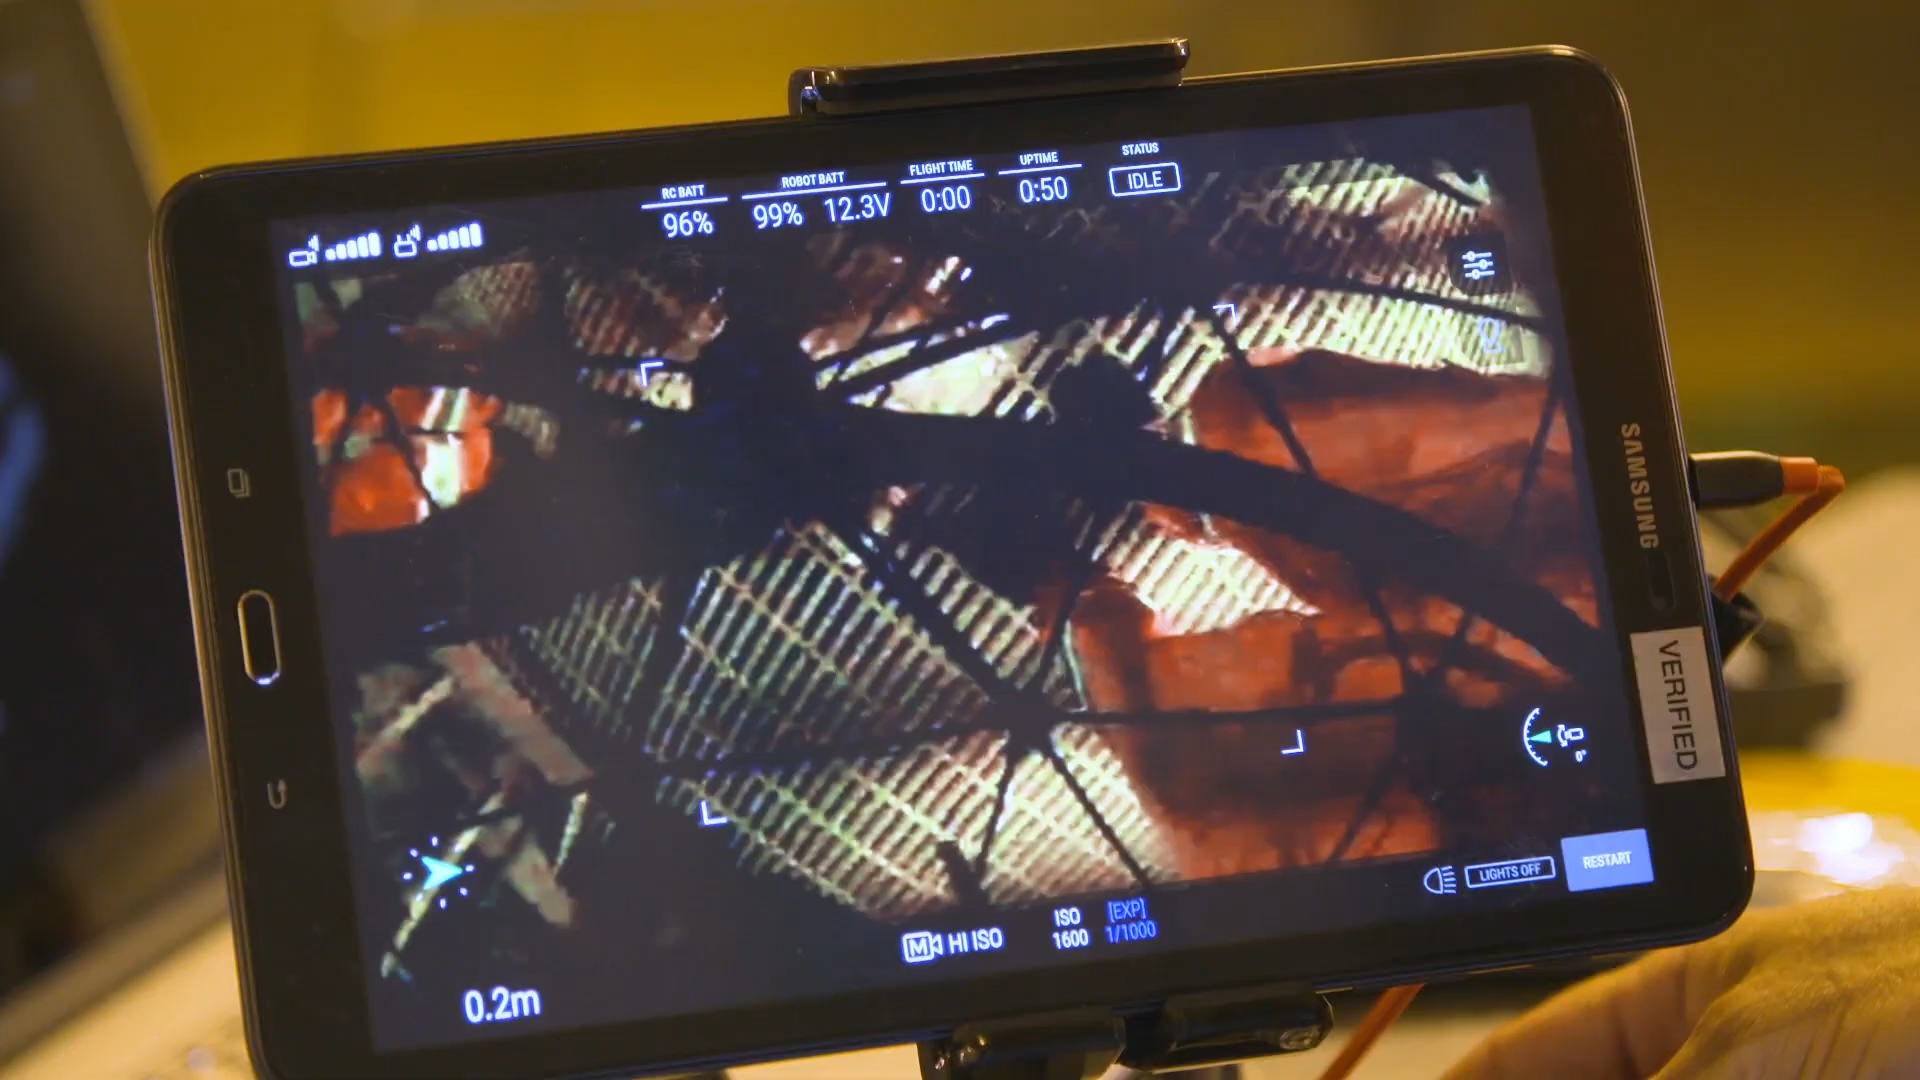 RC BATT
96%
ROBOT BATT
99% 12.3V
FLIGHT TIME
0:00
UPTIME
0:50
STATUS
IDLE
SAMSUNG
VERIFIED
0°
LIGHTS OFF
RESTART
M HI ISO
ISO
1600
[EXP]
1/1000
0.2m